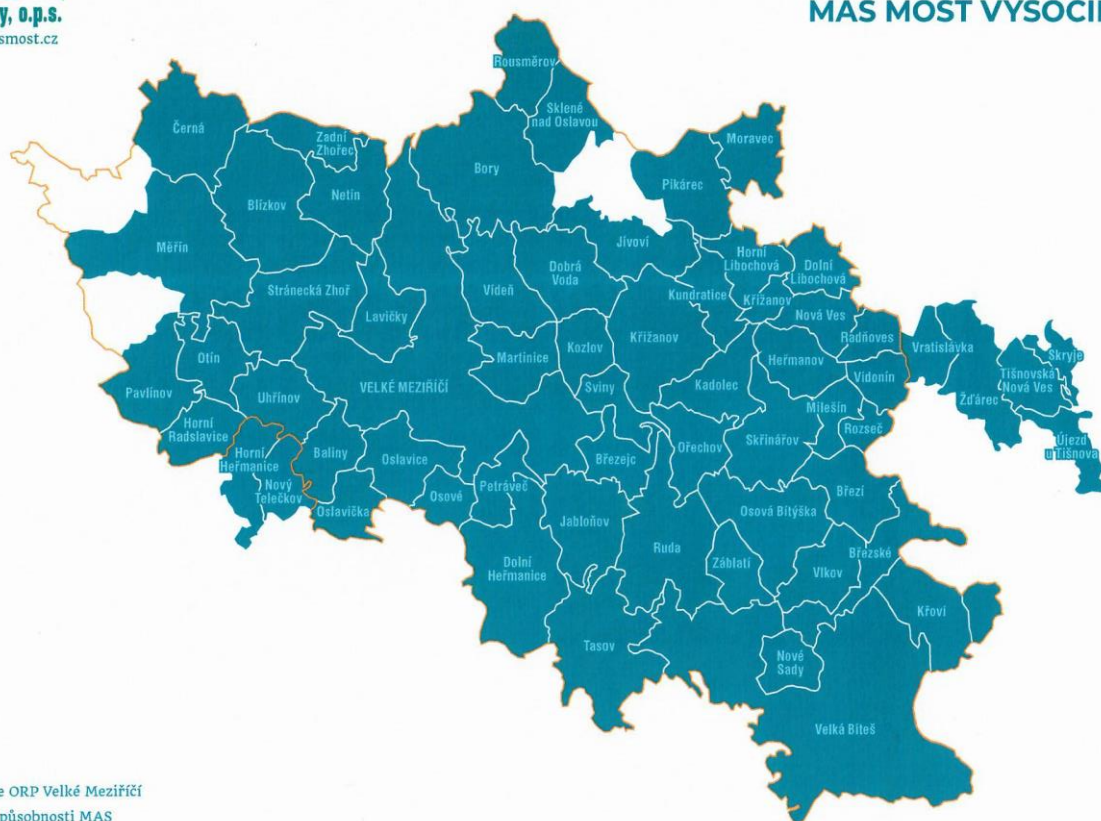 y, o.p.s.
smost.cz
MAS MOST VYSOČI
Rousměrov
Sklené
nad Oslavou
Černá
Zadní
Zhořec
Moravec
Bory
Pikárec
Netín
Blízkov
Měřín
Jívoví
Horní
Libochová
Dolní
Libochová
Dobrá
Voda
Stránecká Zhoř
Vídeň
Kundratice
Křižanov
Lavičky
Nová Ves
Radňoves
Křižanov
Kozlov
Martinice
Otín
Heřmanov
Vratislávka
Skryje
Tišnovská
Nová Ves
Vidonín
Pavlínov
Uhřínov
VELKÉ MEZIŘÍČÍ
Sviny
Kadolec
Žďárec
Milešín
Horní
Radslavice
Rozseč
Skřinářov
Ořechov
Újezd
u Tišnova
Horní
Heřmanice
Baliny
Oslavice
Březejc
Nový
Telečkov
Osové
Petráveč
Březí
Oslavička
Osová Bítýška
Jabloňov
Ruda
Březské
Dolní
Heřmanice
Záblatí
Vlkov
Křoví
Tasov
Nové
Sady
Velká Bíteš
e ORP Velké Meziříčí
působnosti MAS